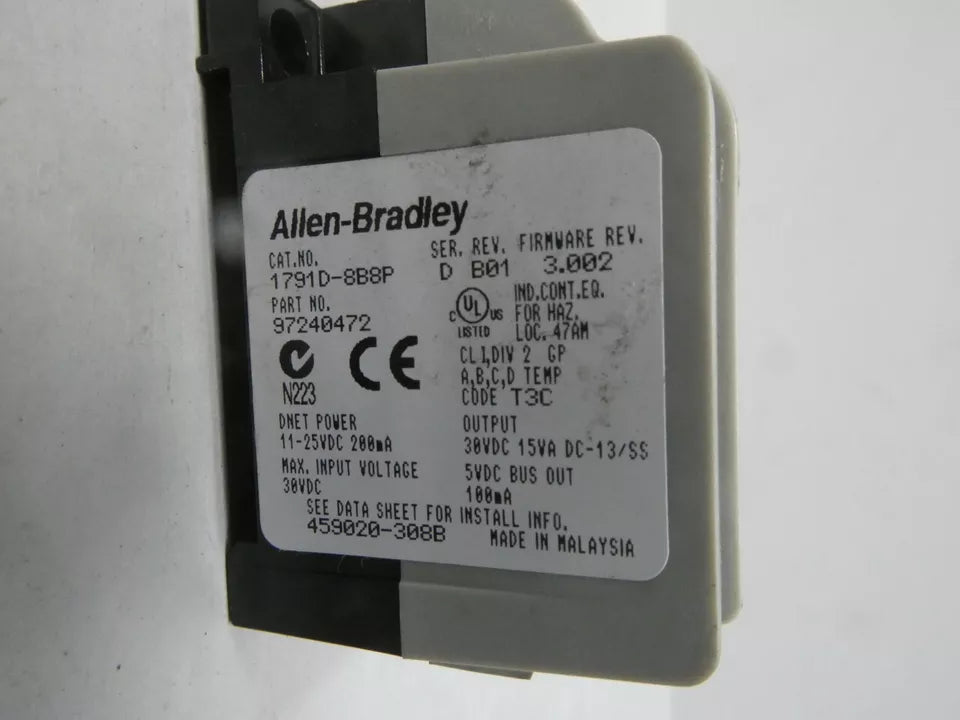 Allen-Bradley
CAT.NO. SER. REV. FIRMWARE REV.
1791D-8B8P D B01 3.002
PART NO.
97240472
C UL US
LISTED
IND.CONT.EQ.
FOR HAZ.
LOC. 47AM
CL I,DIV 2 GP
A,B,C,D TEMP
CODE T3C
N223
CE
DNET POWER
11-25VDC 200mA
OUTPUT
30VDC 15VA DC-13/SS
MAX. INPUT VOLTAGE
30VDC
5VDC BUS OUT
100mA
SEE DATA SHEET FOR INSTALL INFO.
459020-308B MADE IN MALAYSIA